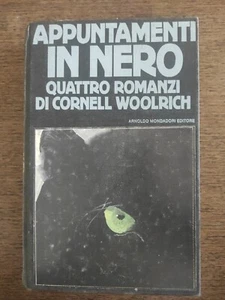 APPUNTAMENTI
IN NERO
QUATTRO ROMANZI
DI CORNELL WOOLRICH
ARNOLDO MONDADORI EDITORE